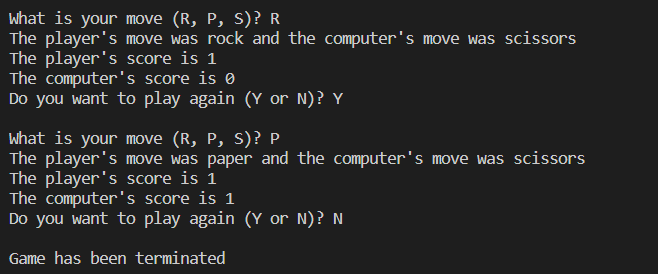 What is your move (R, P, S)? R
The player's move was rock and the computer's move was scissors
The player's score is 1
The computer's score is 0
Do you want to play again (Y or N)? Y
What is your move (R, P, S)? P
The player's move was paper and the computer's move was scissors
The player's score is 1
The computer's score is 1
Do you want to play again (Y or N)? N
Game has been terminated